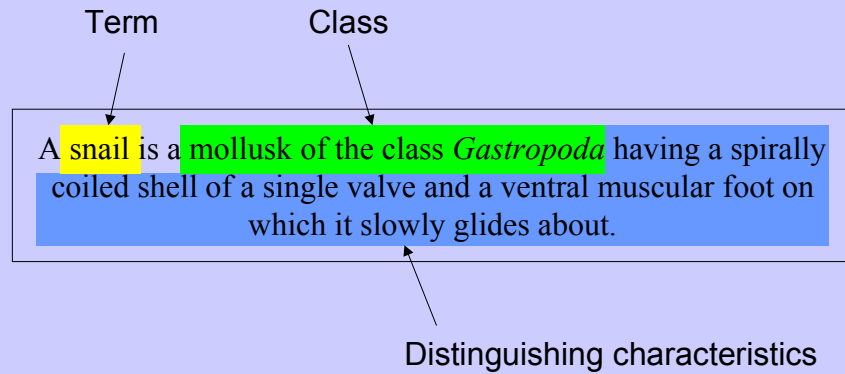 Term
Class
A snail is a mollusk of the class Gastropoda having a spirally
coiled shell of a single valve and a ventral muscular foot on
which it slowly glides about.
Distinguishing characteristics